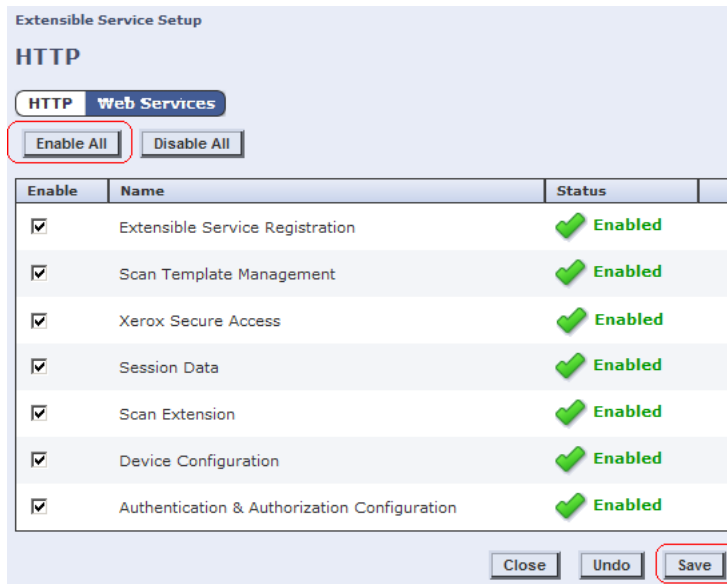 Extensible Service Setup
HTTP
HTTP Web Services
Enable All Disable All
Enable Name Status
Extensible Service Registration Enabled
Scan Template Management Enabled
Xerox Secure Access Enabled
Session Data Enabled
Scan Extension Enabled
Device Configuration Enabled
Authentication & Authorization Configuration Enabled
Close Undo Save